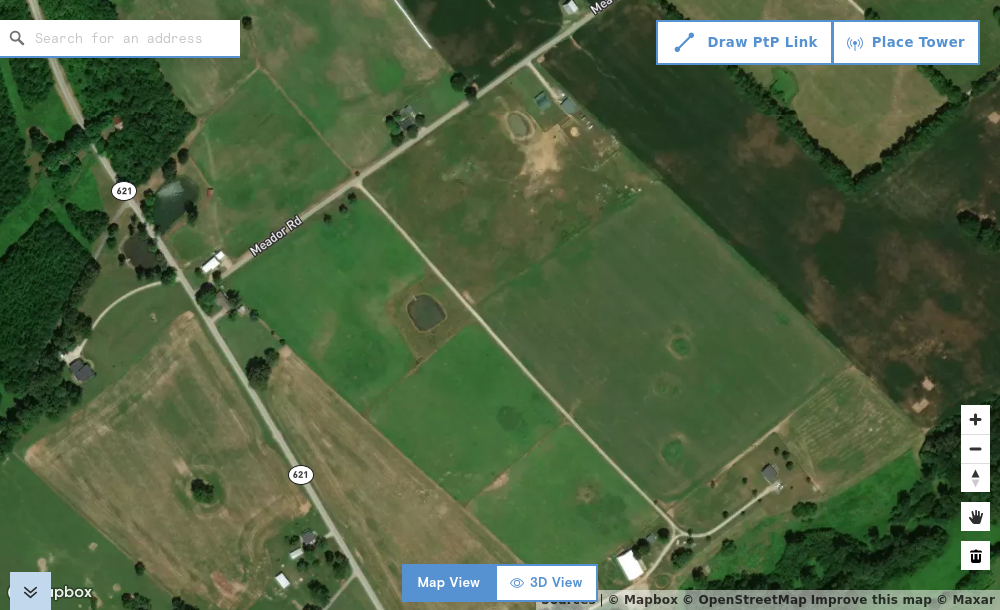 Search for an address
Draw PtP Link
Place Tower
Meador Rd
621
621
Map View
3D View
© Mapbox © OpenStreetMap Improve this map © Maxar